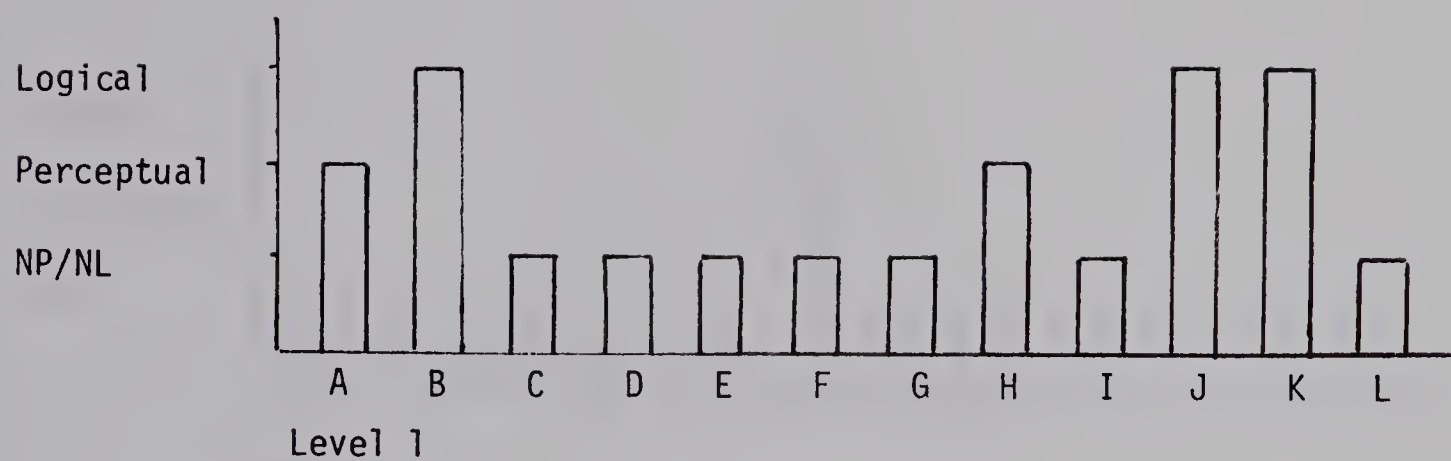 Logical
Perceptual
NP/NL
A B C D E F G H I J K L
Level 1